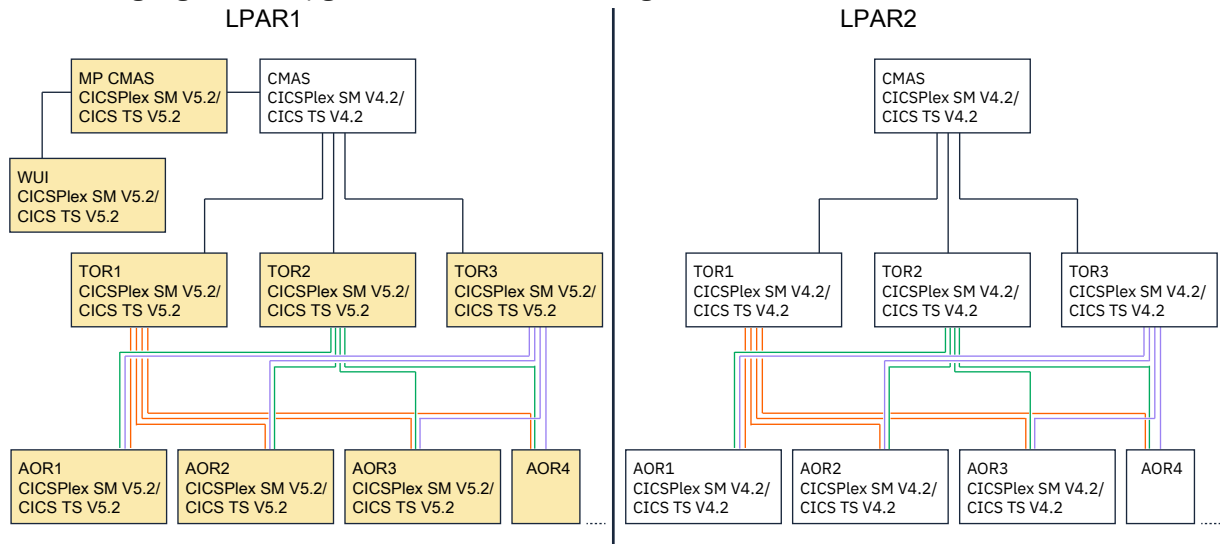 LPAR1
LPAR2
MP CMAS
CICSPlex SM V5.2/
CICS TS V5.2
CMAS
CICSPlex SM V4.2/
CICS TS V4.2
CMAS
CICSPlex SM V4.2/
CICS TS V4.2
WUI
CICSPlex SM V5.2/
CICS TS V5.2
TOR1
CICSPlex SM V5.2/
CICS TS V5.2
TOR2
CICSPlex SM V5.2/
CICS TS V5.2
TOR3
CICSPlex SM V5.2/
CICS TS V5.2
TOR1
CICSPlex SM V4.2/
CICS TS V4.2
TOR2
CICSPlex SM V4.2/
CICS TS V4.2
TOR3
CICSPlex SM V4.2/
CICS TS V4.2
AOR1
CICSPlex SM V5.2/
CICS TS V5.2
AOR2
CICSPlex SM V5.2/
CICS TS V5.2
AOR3
CICSPlex SM V5.2/
CICS TS V5.2
AOR4
.....
AOR1
CICSPlex SM V4.2/
CICS TS V4.2
AOR2
CICSPlex SM V4.2/
CICS TS V4.2
AOR3
CICSPlex SM V4.2/
CICS TS V4.2
AOR4
.....